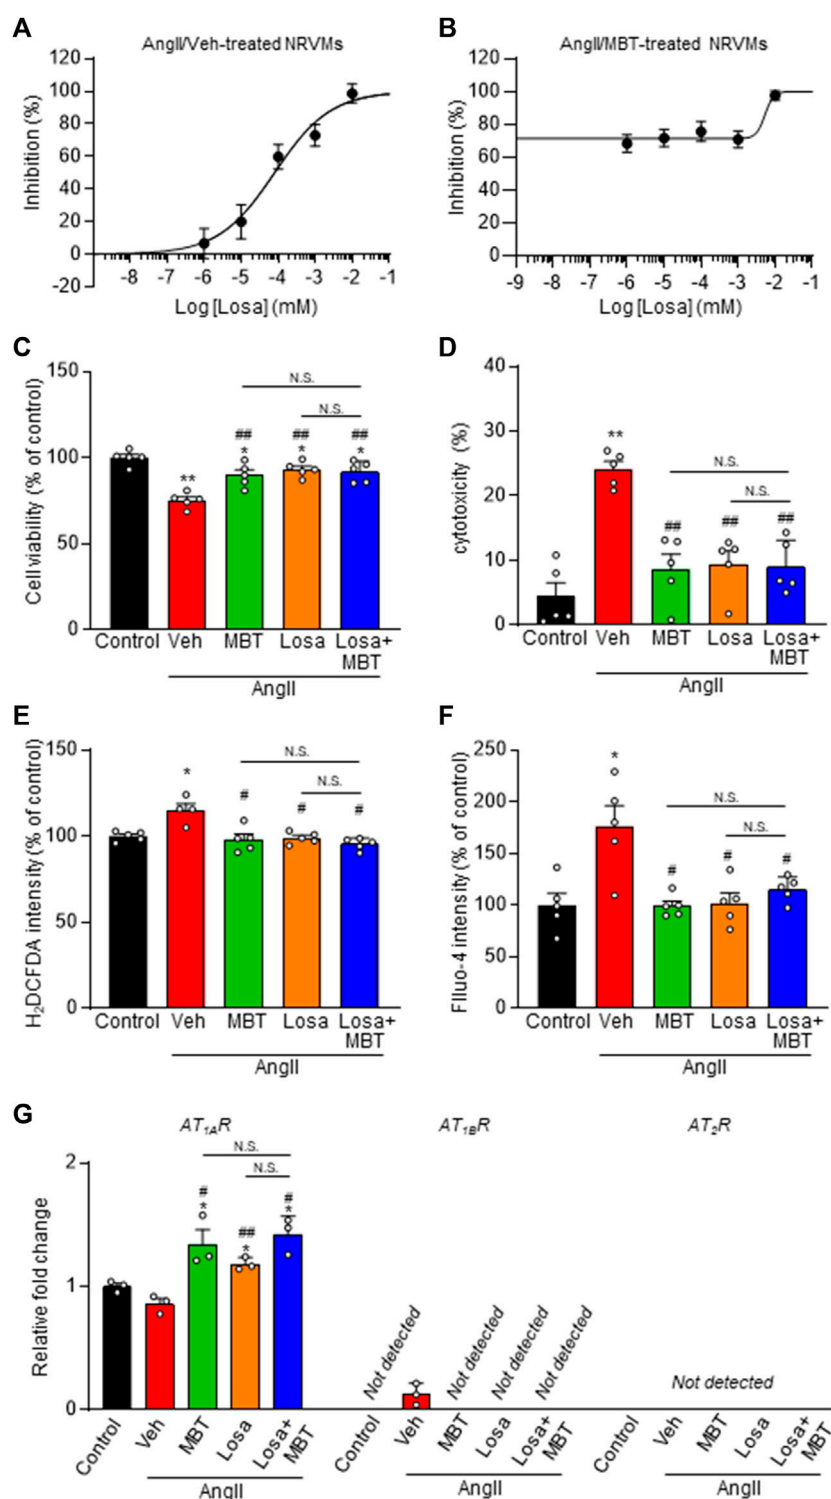 A
AngII/Veh-treated NRVMs
Inhibition (%)
120
100
80
60
40
20
0
-20
-8 -7 -6 -5 -4 -3 -2 -1
Log [Losa] (mM)
B
AngII/MBT-treated NRVMs
Inhibition (%)
120
100
80
60
40
20
0
-9 -8 -7 -6 -5 -4 -3 -2 -1
Log [Losa] (mM)
C
Cell viability (% of control)
150
100
50
0
N.S.
N.S.
**
##
*
##
*
##
*
Control Veh MBT Losa Losa+
MBT
AngII
D
cytotoxicity (%)
40
30
20
10
0
N.S.
N.S.
**
##
##
##
Control Veh MBT Losa Losa+
MBT
AngII
E
H₂DCFDA intensity (% of control)
150
100
50
0
N.S.
N.S.
*
#
#
#
Control Veh MBT Losa Losa+
MBT
AngII
F
Flluo-4 intensity (% of control)
250
200
150
100
50
0
*
N.S.
N.S.
#
#
#
Control Veh MBT Losa Losa+
MBT
AngII
G
Relative fold change
2
1
0
AT₁ₐR
N.S.
N.S.
#
*
##
*
#
*
Control Veh MBT Losa Losa+
MBT
AngII
AT1BR
Not detected
Not detected
Not detected
Not detected
Control Veh MBT Losa Losa+
MBT
AngII
AT₂R
Not detected
Control Veh MBT Losa Losa+
MBT
AngII